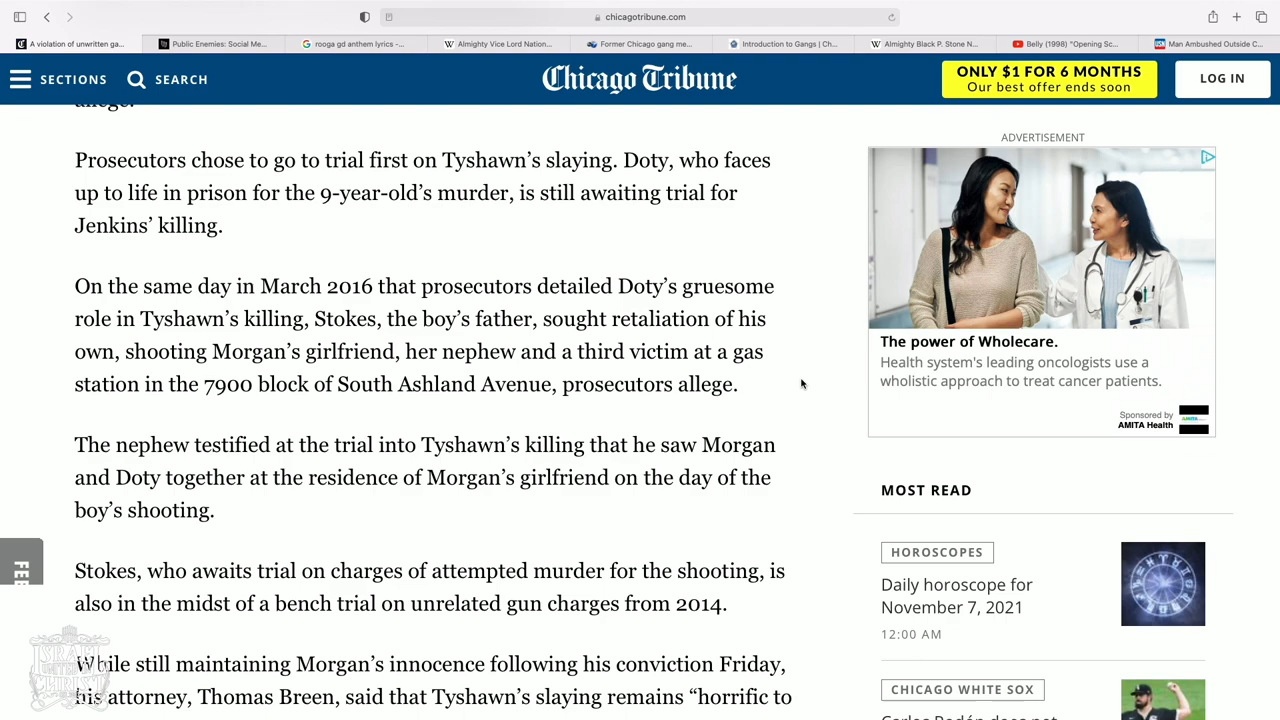 chicagotribune.com
A violation of unwritten ga...
Public Enemies: Social Me...
rooga gd anthem lyrics -...
Almighty Vice Lord Nation...
Former Chicago gang me...
Introduction to Gangs | Ch...
Almighty Black P. Stone N...
Belly (1998) "Opening Sc...
Man Ambushed Outside C...
SECTIONS
SEARCH
Chicago Tribune
ONLY $1 FOR 6 MONTHS
Our best offer ends soon
LOG IN
allege.
Prosecutors chose to go to trial first on Tyshawn’s slaying. Doty, who faces
up to life in prison for the 9-year-old’s murder, is still awaiting trial for
Jenkins’ killing.
On the same day in March 2016 that prosecutors detailed Doty’s gruesome
role in Tyshawn’s killing, Stokes, the boy’s father, sought retaliation of his
own, shooting Morgan’s girlfriend, her nephew and a third victim at a gas
station in the 7900 block of South Ashland Avenue, prosecutors allege.
The nephew testified at the trial into Tyshawn’s killing that he saw Morgan
and Doty together at the residence of Morgan’s girlfriend on the day of the
boy’s shooting.
Stokes, who awaits trial on charges of attempted murder for the shooting, is
also in the midst of a bench trial on unrelated gun charges from 2014.
While still maintaining Morgan’s innocence following his conviction Friday,
his attorney, Thomas Breen, said that Tyshawn’s slaying remains “horrific to
ADVERTISEMENT
The power of Wholecare.
Health system's leading oncologists use a
wholistic approach to treat cancer patients.
Sponsored by
AMITA Health
MOST READ
HOROSCOPES
Daily horoscope for
November 7, 2021
12:00 AM
CHICAGO WHITE SOX
Carlos Rodón does not
FEE
ISRAEL
UNITED IN
CHRIST